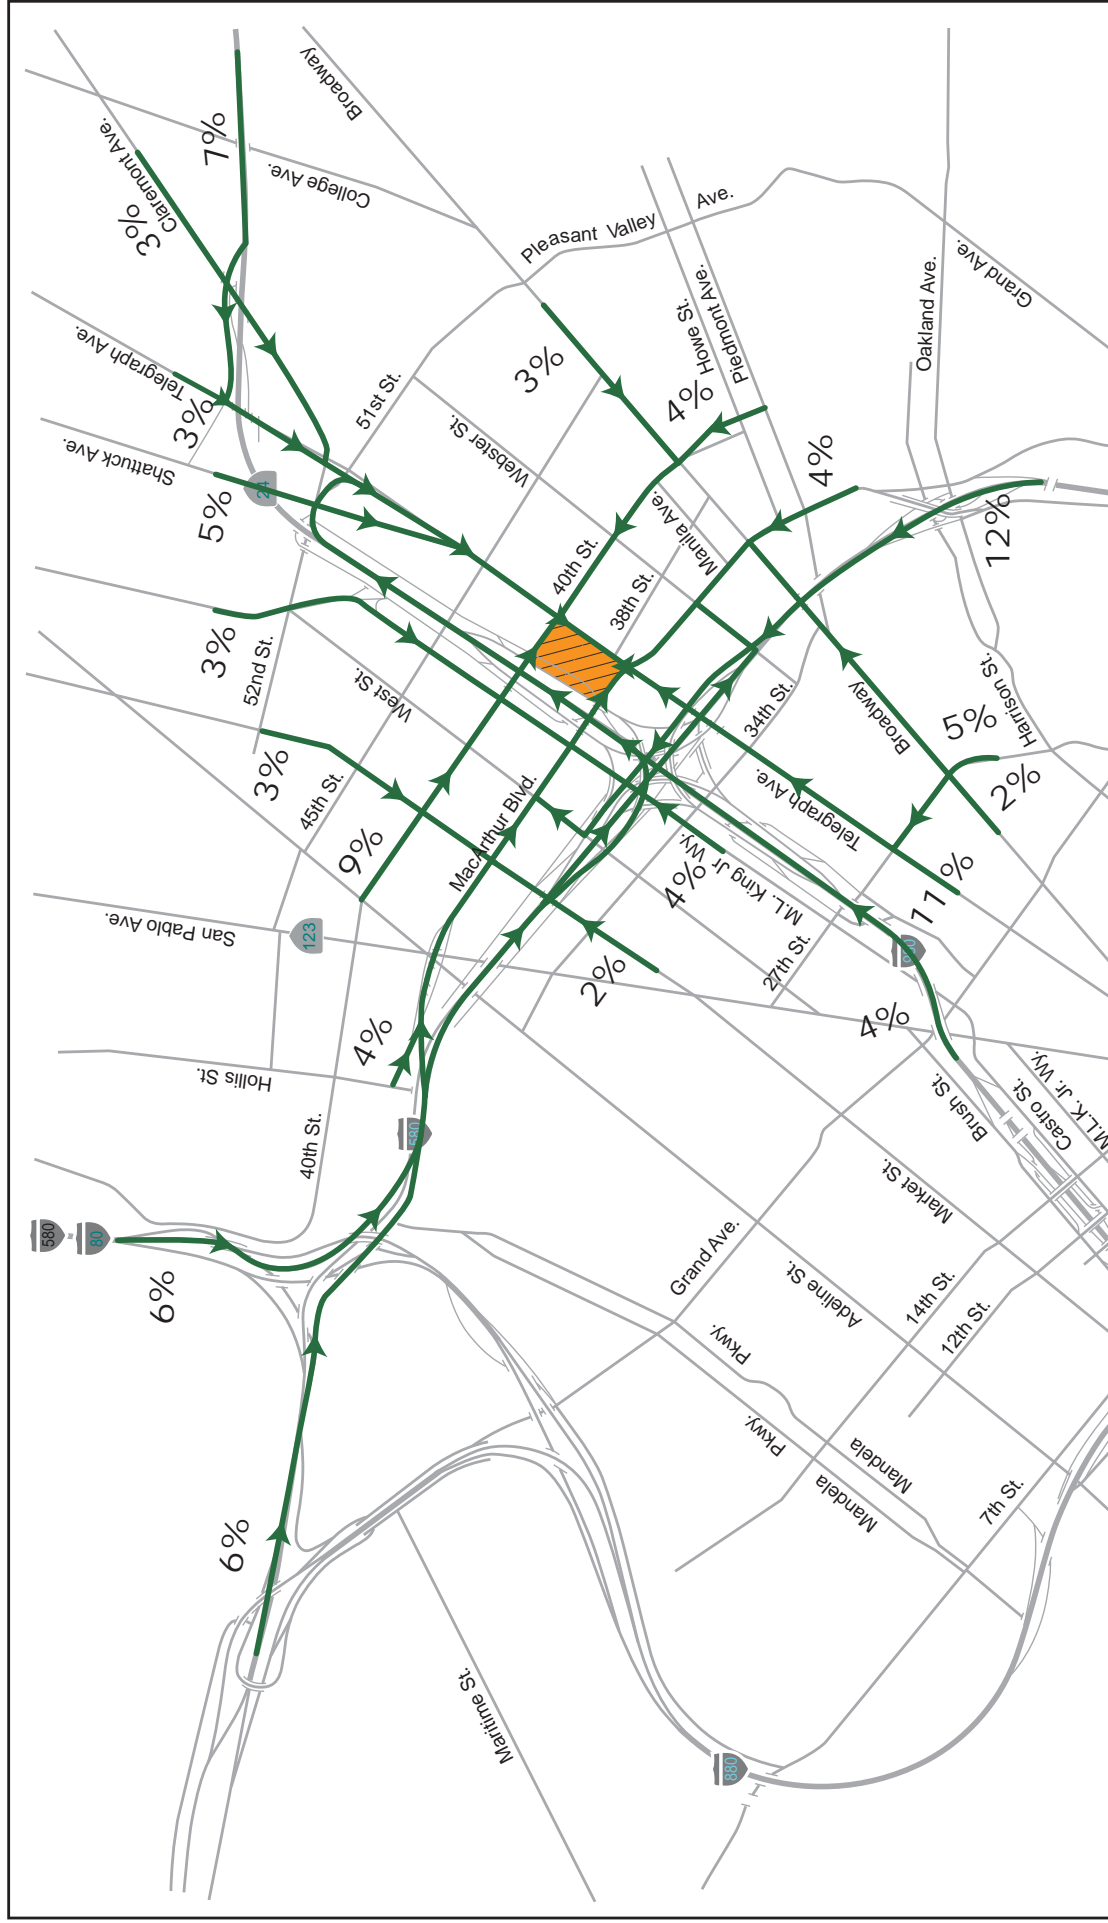 Broadway
Claremont Ave.
7%
3%
College Ave.
Pleasant Valley Ave.
Telegraph Ave.
3%
Shattuck Ave.
24
5%
51st St.
Webster St.
3%
4%
Howe St.
Piedmont Ave.
Oakland Ave.
Grand Ave.
4%
12%
Manila Ave.
40th St.
38th St.
3%
52nd St.
West St.
3%
45th St.
9%
MacArthur Blvd.
34th St.
Broadway
Harrison St.
5%
2%
Telegraph Ave.
11%
4%
M.L. King Jr Wy.
27th St.
San Pablo Ave.
123
2%
4%
4%
Hollis St.
580
40th St.
Brush St.
Castro St.
M.L.K. Jr. Wy.
Market St.
580
80
6%
Grand Ave.
Adeline St.
14th St.
12th St.
Pkwy.
Pkwy.
Mandela
Mandela
7th St.
6%
Maritime St.
880